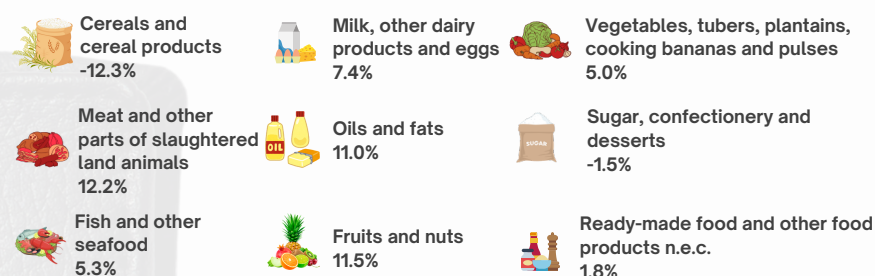 Cereals and
cereal products
-12.3%
Milk, other dairy
products and eggs
7.4%
Vegetables, tubers, plantains,
cooking bananas and pulses
5.0%
Meat and other
parts of slaughtered
land animals
12.2%
OIL
Oils and fats
11.0%
SUGAR
Sugar, confectionery and
desserts
-1.5%
Fish and other
seafood
5.3%
Fruits and nuts
11.5%
Ready-made food and other food
products n.e.c.
1.8%